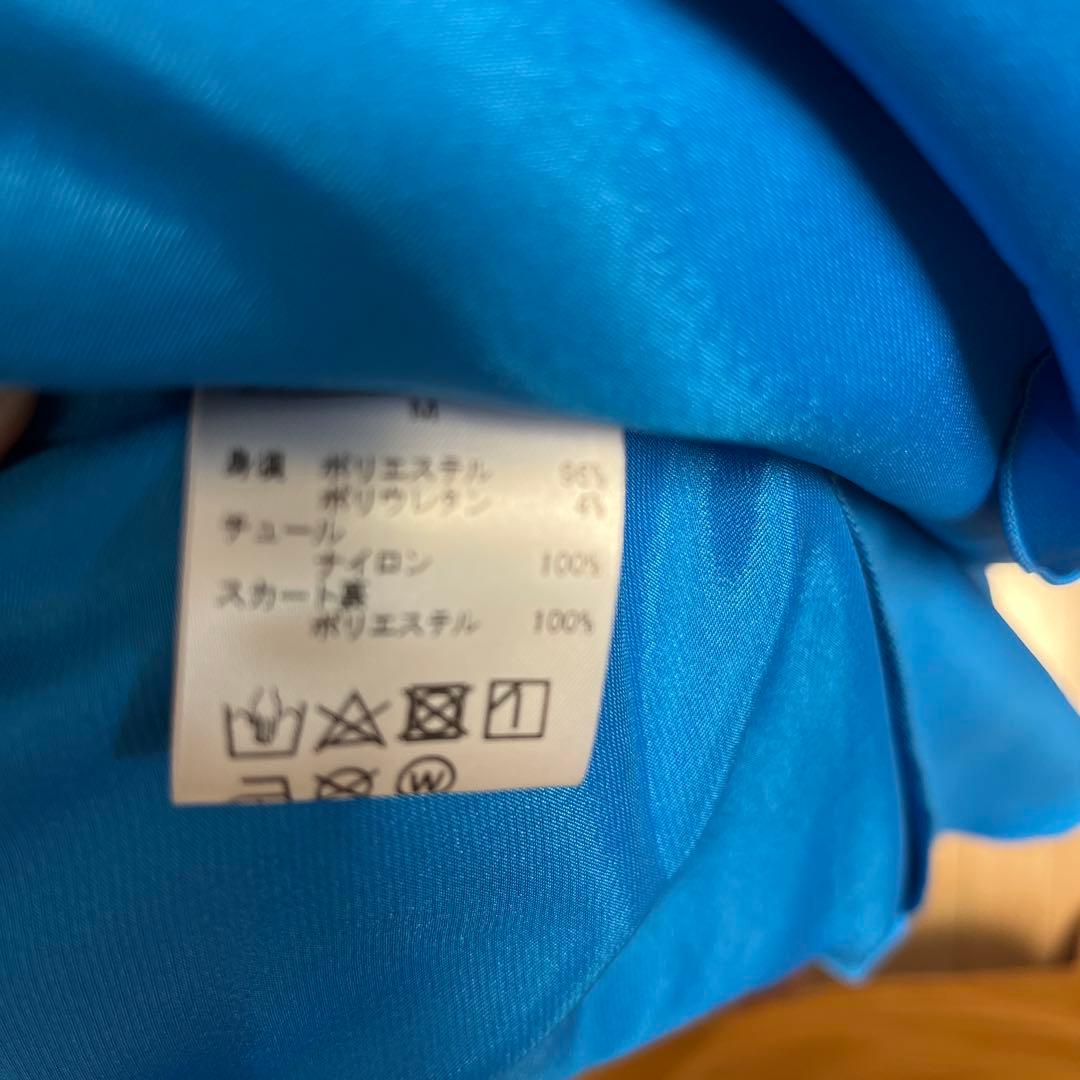 M
身頃 ポリエステル 96%
ポリウレタン 4%
チュール
ナイロン 100%
スカート裏
ポリエステル 100%
W